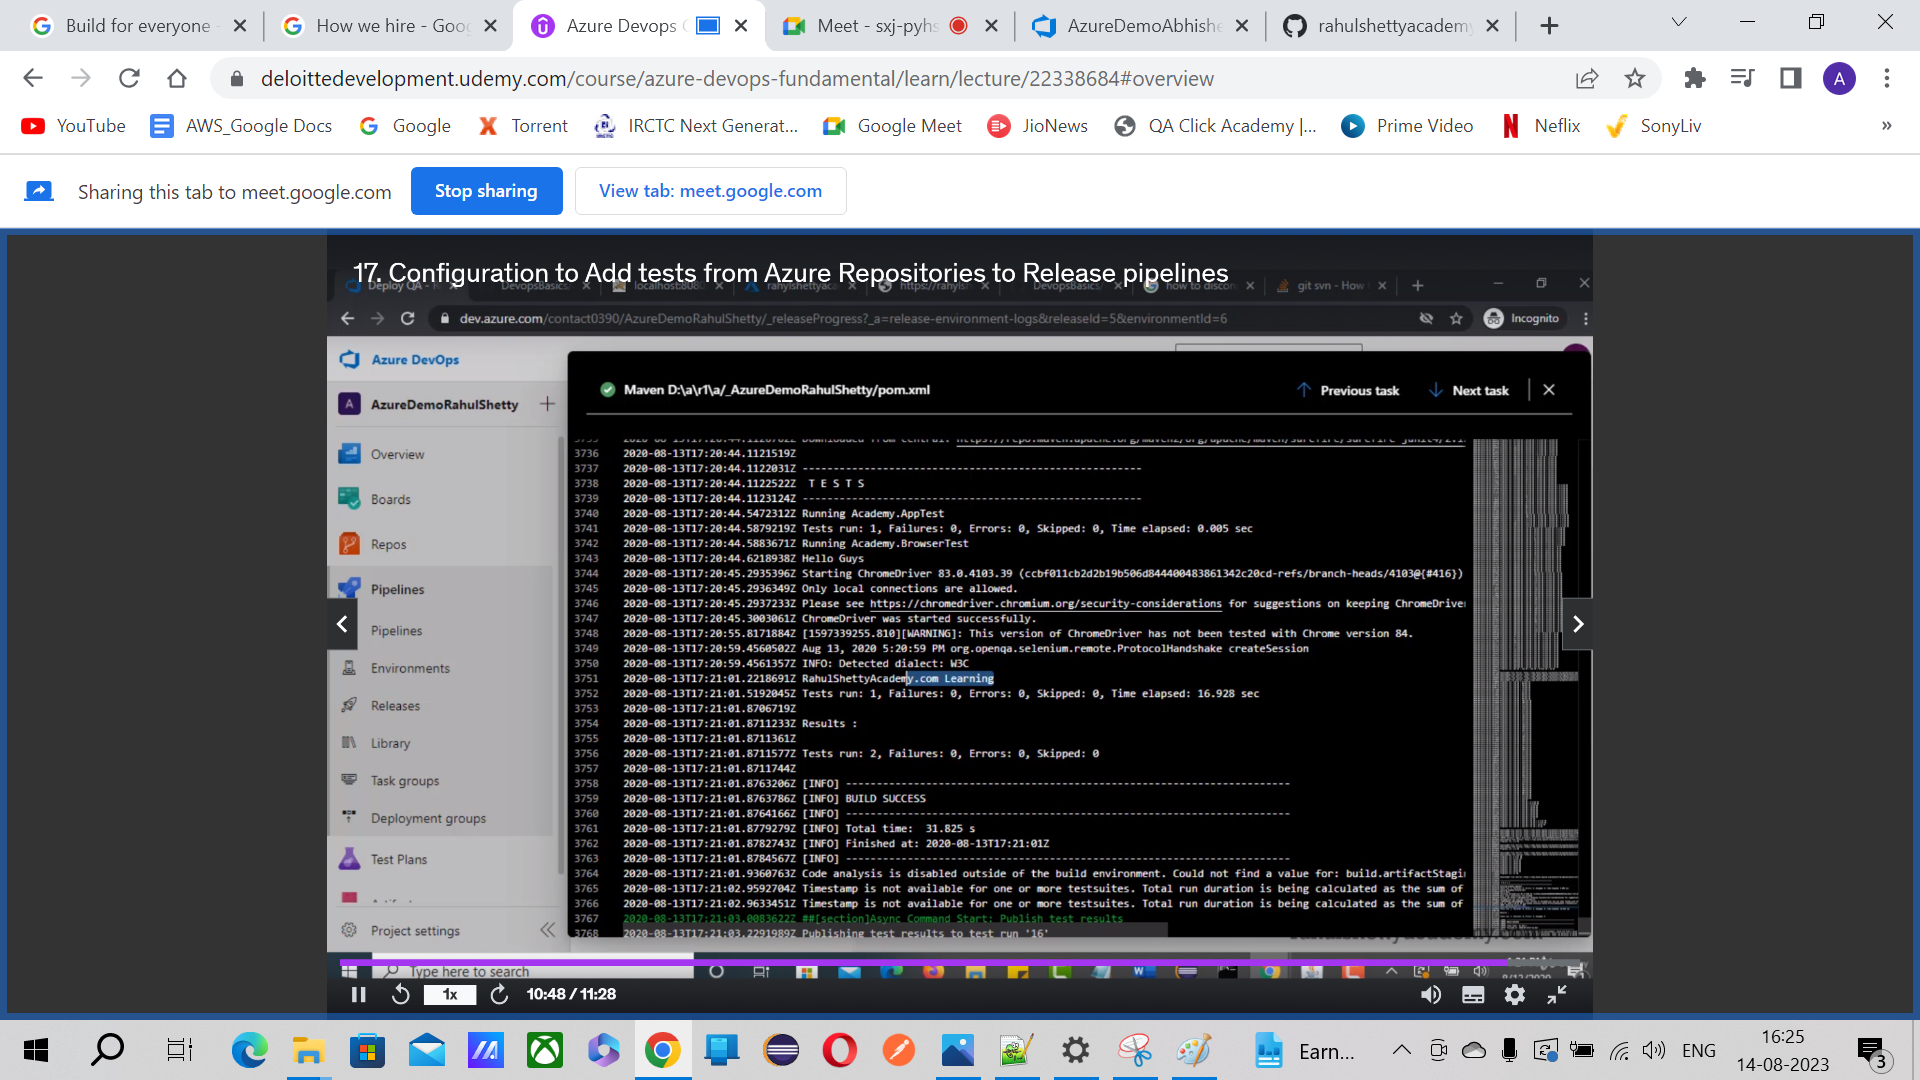 Build for everyone -
How we hire - Goog
Azure Devops
Meet - sxj-pyhs
AzureDemoAbhishe
rahulshettyacademy
deloittedevelopment.udemy.com/course/azure-devops-fundamental/learn/lecture/22338684#overview
A
YouTube
AWS_Google Docs
Google
Torrent
IRCTC Next Generat...
Google Meet
JioNews
QA Click Academy |...
Prime Video
Neflix
SonyLiv
»
Sharing this tab to meet.google.com
Stop sharing
View tab: meet.google.com
17. Configuration to Add tests from Azure Repositories to Release pipelines
Deploy QA -
DevopsBasics
localhost:808
rahylshettyaca
https://rahyls
DevopsBasics
how to discor
git svn - How
dev.azure.com/contact0390/AzureDemoRahulShetty/_releaseProgress?_a=release-environment-logs&releaseId=5&environmentId=6
Incognito
Azure DevOps
A AzureDemoRahulShetty
Overview
Boards
Repos
Pipelines
Pipelines
Environments
Releases
Library
Task groups
Deployment groups
Test Plans
Project settings
Maven D:\a\r1\a/_AzureDemoRahulShetty/pom.xml
Previous task
Next task
3736 2020-08-13T17:20:44.1121519Z
3737 2020-08-13T17:20:44.1122031Z -------------------------------------------------------
3738 2020-08-13T17:20:44.1122522Z T E S T S
3739 2020-08-13T17:20:44.1123124Z -------------------------------------------------------
3740 2020-08-13T17:20:44.5472312Z Running Academy.AppTest
3741 2020-08-13T17:20:44.5879219Z Tests run: 1, Failures: 0, Errors: 0, Skipped: 0, Time elapsed: 0.005 sec
3742 2020-08-13T17:20:44.5883671Z Running Academy.BrowserTest
3743 2020-08-13T17:20:44.6218938Z Hello Guys
3744 2020-08-13T17:20:45.2935396Z Starting ChromeDriver 83.0.4103.39 (ccbf011cb2d2b19b506d844400483861342c20cd-refs/branch-heads/4103@{#416})
3745 2020-08-13T17:20:45.2936349Z Only local connections are allowed.
3746 2020-08-13T17:20:45.2937233Z Please see https://chromedriver.chromium.org/security-considerations for suggestions on keeping ChromeDriver
3747 2020-08-13T17:20:45.3003061Z ChromeDriver was started successfully.
3748 2020-08-13T17:20:55.8171884Z [1597339255.810][WARNING]: This version of ChromeDriver has not been tested with Chrome version 84.
3749 2020-08-13T17:20:59.4560502Z Aug 13, 2020 5:20:59 PM org.openqa.selenium.remote.ProtocolHandshake createSession
3750 2020-08-13T17:20:59.4561357Z INFO: Detected dialect: W3C
3751 2020-08-13T17:21:01.2218691Z RahulShettyAcademy.com Learning
3752 2020-08-13T17:21:01.5192045Z Tests run: 1, Failures: 0, Errors: 0, Skipped: 0, Time elapsed: 16.928 sec
3753 2020-08-13T17:21:01.8706719Z
3754 2020-08-13T17:21:01.8711233Z Results :
3755 2020-08-13T17:21:01.8711361Z
3756 2020-08-13T17:21:01.8711577Z Tests run: 2, Failures: 0, Errors: 0, Skipped: 0
3757 2020-08-13T17:21:01.8711744Z
3758 2020-08-13T17:21:01.8763206Z [INFO] ------------------------------------------------------------------------
3759 2020-08-13T17:21:01.8763786Z [INFO] BUILD SUCCESS
3760 2020-08-13T17:21:01.8764166Z [INFO] ------------------------------------------------------------------------
3761 2020-08-13T17:21:01.8779279Z [INFO] Total time: 31.825 s
3762 2020-08-13T17:21:01.8782743Z [INFO] Finished at: 2020-08-13T17:21:01Z
3763 2020-08-13T17:21:01.8784567Z [INFO] ------------------------------------------------------------------------
3764 2020-08-13T17:21:01.9360763Z Code analysis is disabled outside of the build environment. Could not find a value for: build.artifactStagi
3765 2020-08-13T17:21:02.9592704Z Timestamp is not available for one or more testsuites. Total run duration is being calculated as the sum of
3766 2020-08-13T17:21:02.9633451Z Timestamp is not available for one or more testsuites. Total run duration is being calculated as the sum of
3767 2020-08-13T17:21:03.0083622Z ##[section]Async Command Start: Publish test results
3768 2020-08-13T17:21:03.2291989Z Publishing test results to test run '16'
Type here to search
1x
10:48 / 11:28
Earn...
ENG
16:25
14-08-2023
3